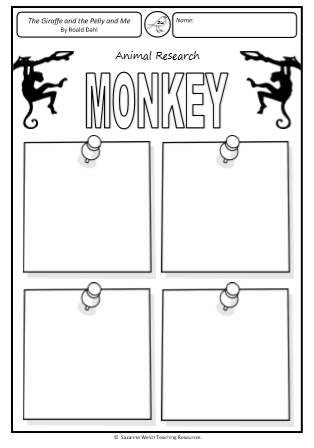 The Giraffe and the Pelly and Me
By Roald Dahl
Name:
Animal Research
MONKEY
© Suzanne Welch Teaching Resources